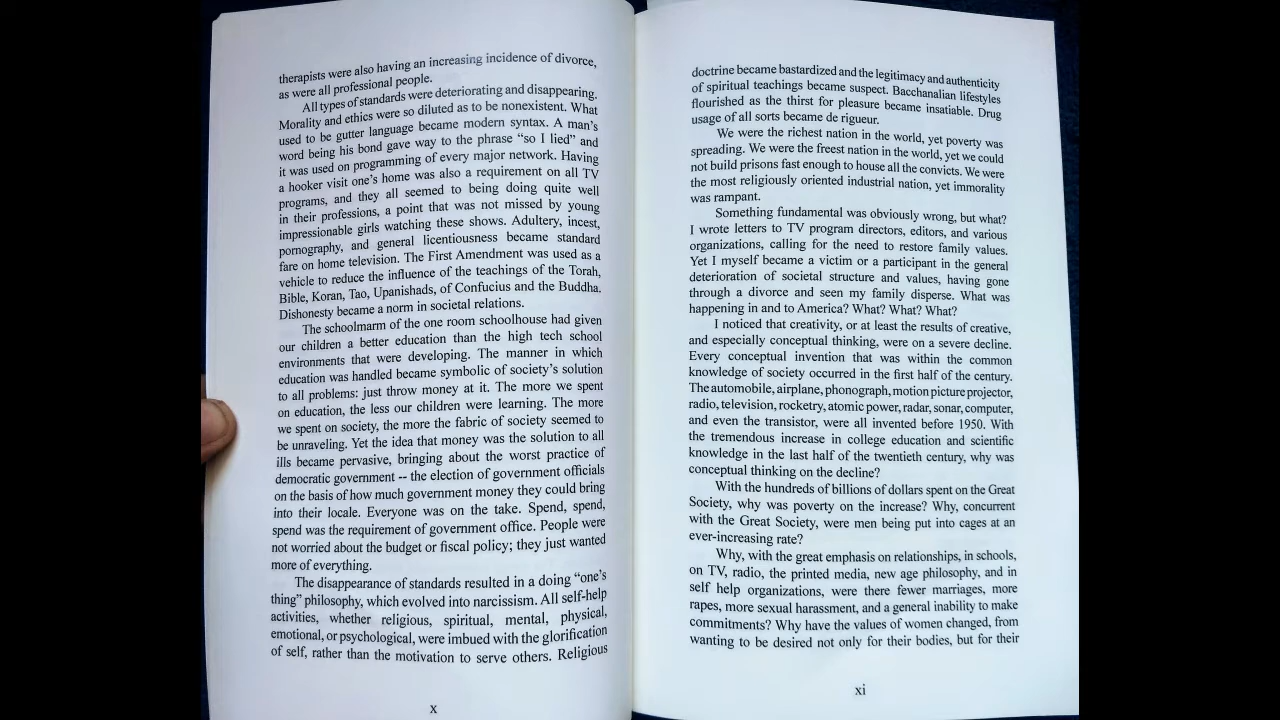 therapists were also having an increasing incidence of divorce,
as were all professional people.
All types of standards were deteriorating and disappearing.
Morality and ethics were so diluted as to be nonexistent. What
used to be gutter language became modern syntax. A man's
word being his bond gave way to the phrase “so I lied” and
it was used on programming of every major network. Having
a hooker visit one's home was also a requirement on all TV
programs, and they all seemed to being doing quite well
in their professions, a point that was not missed by young
impressionable girls watching these shows. Adultery, incest,
pornography, and general licentiousness became standard
fare on home television. The First Amendment was used as a
vehicle to reduce the influence of the teachings of the Torah,
Bible, Koran, Tao, Upanishads, of Confucius and the Buddha.
Dishonesty became a norm in societal relations.
The schoolmarm of the one room schoolhouse had given
our children a better education than the high tech school
environments that were developing. The manner in which
education was handled became symbolic of society's solution
to all problems: just throw money at it. The more we spent
on education, the less our children were learning. The more
we spent on society, the more the fabric of society seemed to
be unraveling. Yet the idea that money was the solution to all
ills became pervasive, bringing about the worst practice of
democratic government -- the election of government officials
on the basis of how much government money they could bring
into their locale. Everyone was on the take. Spend, spend,
spend was the requirement of government office. People were
not worried about the budget or fiscal policy; they just wanted
more of everything.
The disappearance of standards resulted in a doing “one's
thing” philosophy, which evolved into narcissism. All self-help
activities, whether religious, spiritual, mental, physical,
emotional, or psychological, were imbued with the glorification
of self, rather than the motivation to serve others. Religious
x
doctrine became bastardized and the legitimacy and authenticity
of spiritual teachings became suspect. Bacchanalian lifestyles
flourished as the thirst for pleasure became insatiable. Drug
usage of all sorts became de rigueur.
We were the richest nation in the world, yet poverty was
spreading. We were the freest nation in the world, yet we could
not build prisons fast enough to house all the convicts. We were
the most religiously oriented industrial nation, yet immorality
was rampant.
Something fundamental was obviously wrong, but what?
I wrote letters to TV program directors, editors, and various
organizations, calling for the need to restore family values.
Yet I myself became a victim or a participant in the general
deterioration of societal structure and values, having gone
through a divorce and seen my family disperse. What was
happening in and to America? What? What? What?
I noticed that creativity, or at least the results of creative,
and especially conceptual thinking, were on a severe decline.
Every conceptual invention that was within the common
knowledge of society occurred in the first half of the century.
The automobile, airplane, phonograph, motion picture projector,
radio, television, rocketry, atomic power, radar, sonar, computer,
and even the transistor, were all invented before 1950. With
the tremendous increase in college education and scientific
knowledge in the last half of the twentieth century, why was
conceptual thinking on the decline?
With the hundreds of billions of dollars spent on the Great
Society, why was poverty on the increase? Why, concurrent
with the Great Society, were men being put into cages at an
ever-increasing rate?
Why, with the great emphasis on relationships, in schools,
on TV, radio, the printed media, new age philosophy, and in
self help organizations, were there fewer marriages, more
rapes, more sexual harassment, and a general inability to make
commitments? Why have the values of women changed, from
wanting to be desired not only for their bodies, but for their
xi